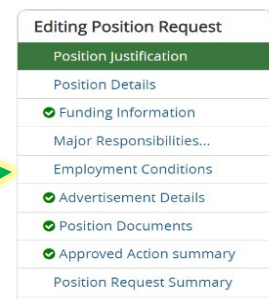 Editing Position Request
Position Justification
Position Details
Funding Information
Major Responsibilities...
Employment Conditions
Advertisement Details
Position Documents
Approved Action summary
Position Request Summary